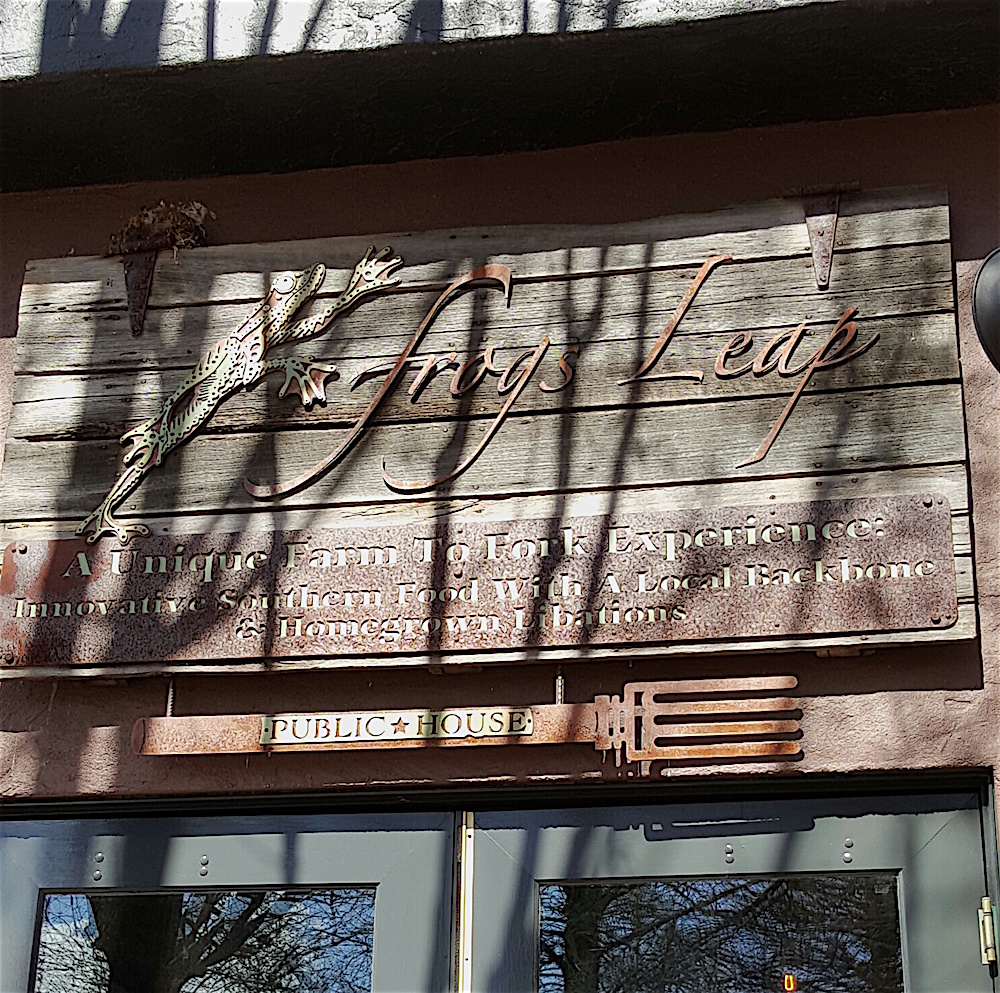 frogs Leap
A Unique Farm To Fork Experience:
Innovative Southern Food With A Local Backbone
& Homegrown Libations
PUBLIC★HOUSE